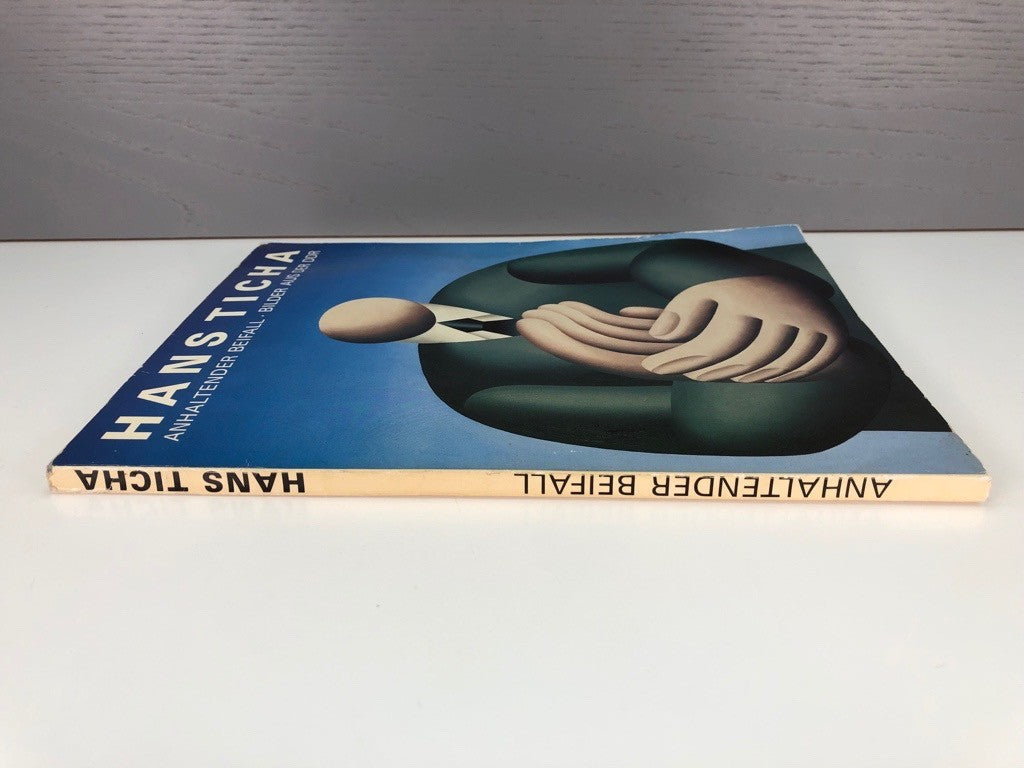 HANS TICHA
ANHALTENDER BEIFALL · BILDER AUS DER DDR
HANS TICHA ANHALTENDER BEIFALL